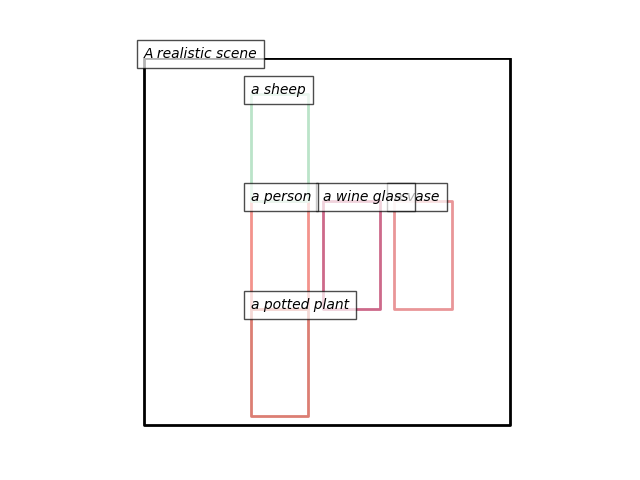 A realistic scene
a sheep
a person
a wine glass
a vase
a potted plant